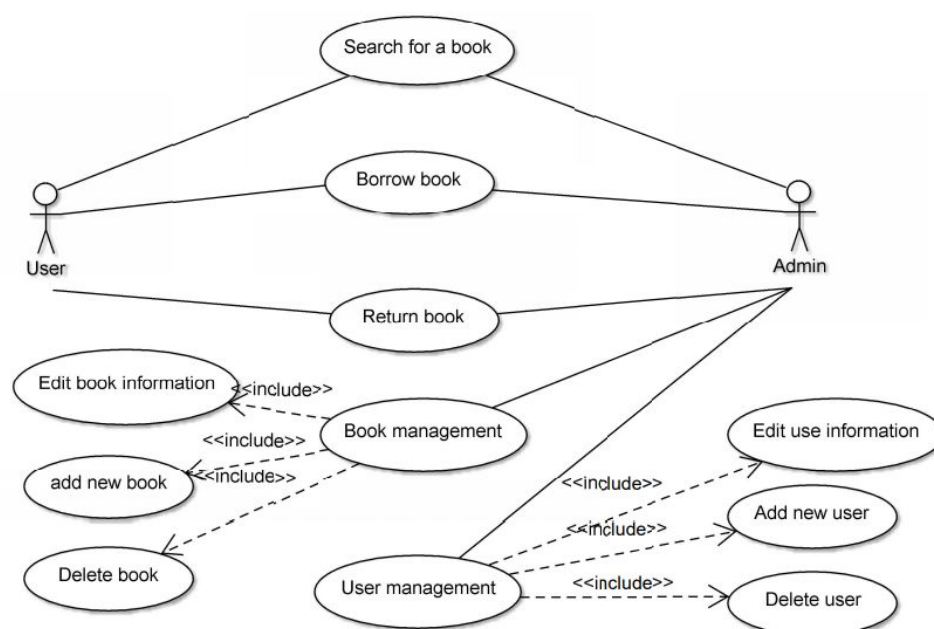 Search for a book
Borrow book
User
Admin
Return book
Edit book information
<<include>>
Book management
Edit use information
<<include>>
add new book
<<include>>
<<include>>
Add new user
<<include>>
Delete book
User management
<<include>>
Delete user